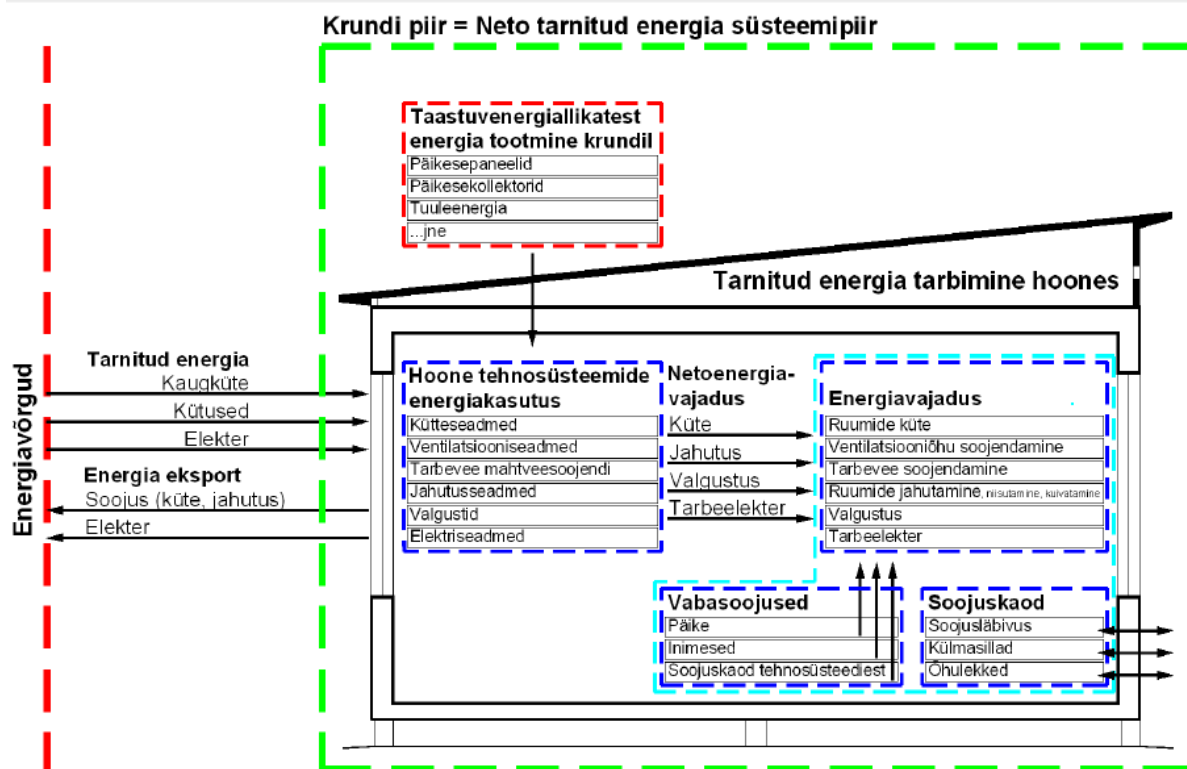 Krundi piir = Neto tarnitud energia süsteemipiir
Taastuvenergiallikatest
energia tootmine krundil
Päikesepaneelid
Päikesekollektorid
Tuuleenergia
...jne
Tarnitud energia tarbimine hoones
Energiavõrgud
Tarnitud energia
Kaugküte
Kütused
Elekter
Energia eksport
Soojus (küte, jahutus)
Elekter
Hoone tehnosüsteemide
energiakasutus
Kütteseadmed
Ventilatsiooniseadmed
Tarbevee mahtveesoojendi
Jahutusseadmed
Valgustid
Elektriseadmed
Netoenergia-
vajadus
Küte
Jahutus
Valgustus
Tarbeelekter
Energiavajadus
Ruumide küte
Ventilatsiooniõhu soojendamine
Tarbevee soojendamine
Ruumide jahutamine, niisutamine, kuivatamine
Valgustus
Tarbeelekter
Vabasoojused
Päike
Inimesed
Soojuskaod tehnosüsteediest
Soojuskaod
Soojusläbivus
Külmasillad
Õhulekked